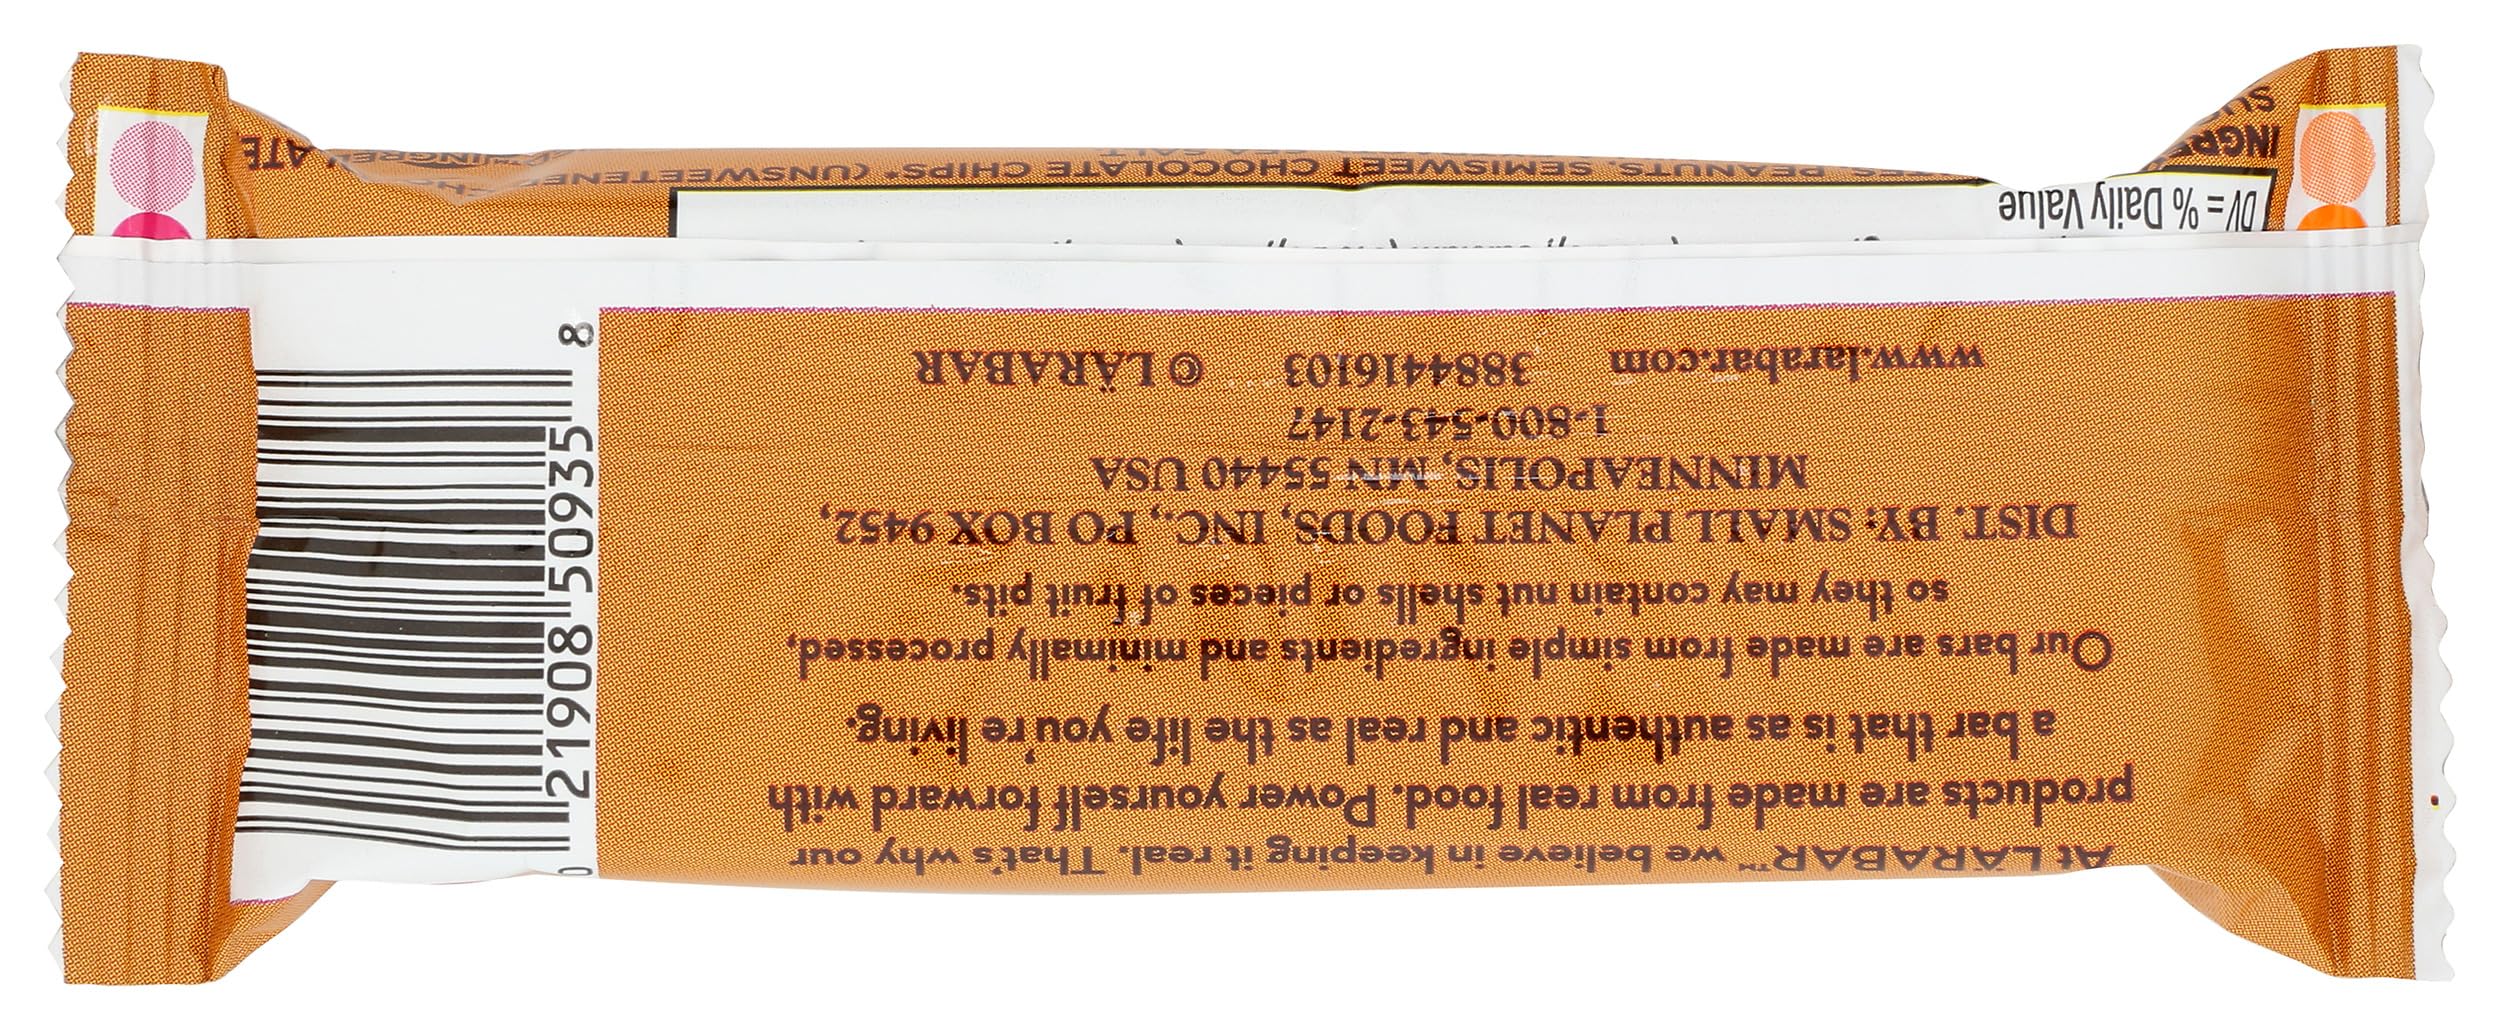 At LÄRABAR™ we believe in keeping it real. That's why our
products are made from real food. Power yourself forward with
a bar that is as authentic and real as the life you're living.
Our bars are made from simple ingredients and minimally processed,
so they may contain nut shells or pieces of fruit pits.
DIST. BY: SMALL PLANET FOODS, INC., PO BOX 9452,
MINNEAPOLIS, MN 55440 USA
1-800-543-2147
www.larabar.com 3884416103 © LÄRABAR
0 21908 50935 8
DV = % Daily Value
PEANUTS, SEMISWEET CHOCOLATE CHIPS* (UNSWEETENED
SEA SALT